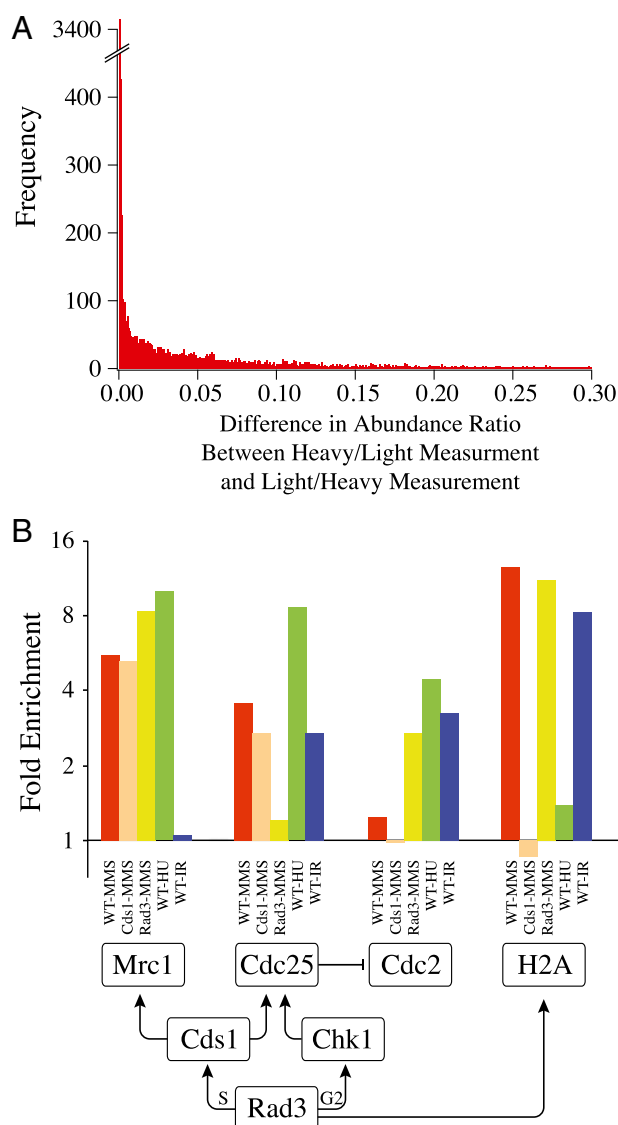 A
3400
400
300
200
100
0
Frequency
0.00 0.05 0.10 0.15 0.20 0.25 0.30
Difference in Abundance Ratio
Between Heavy/Light Measurment
and Light/Heavy Measurement
B
16
8
4
2
1
Fold Enrichment
WT-MMS Cds1-MMS Rad3-MMS WT-HU WT-IR WT-MMS Cds1-MMS Rad3-MMS WT-HU WT-IR WT-MMS Cds1-MMS Rad3-MMS WT-HU WT-IR WT-MMS Cds1-MMS Rad3-MMS WT-HU WT-IR
Mrc1 Cdc25 Cdc2 H2A
Cds1 Chk1
S Rad3 G2